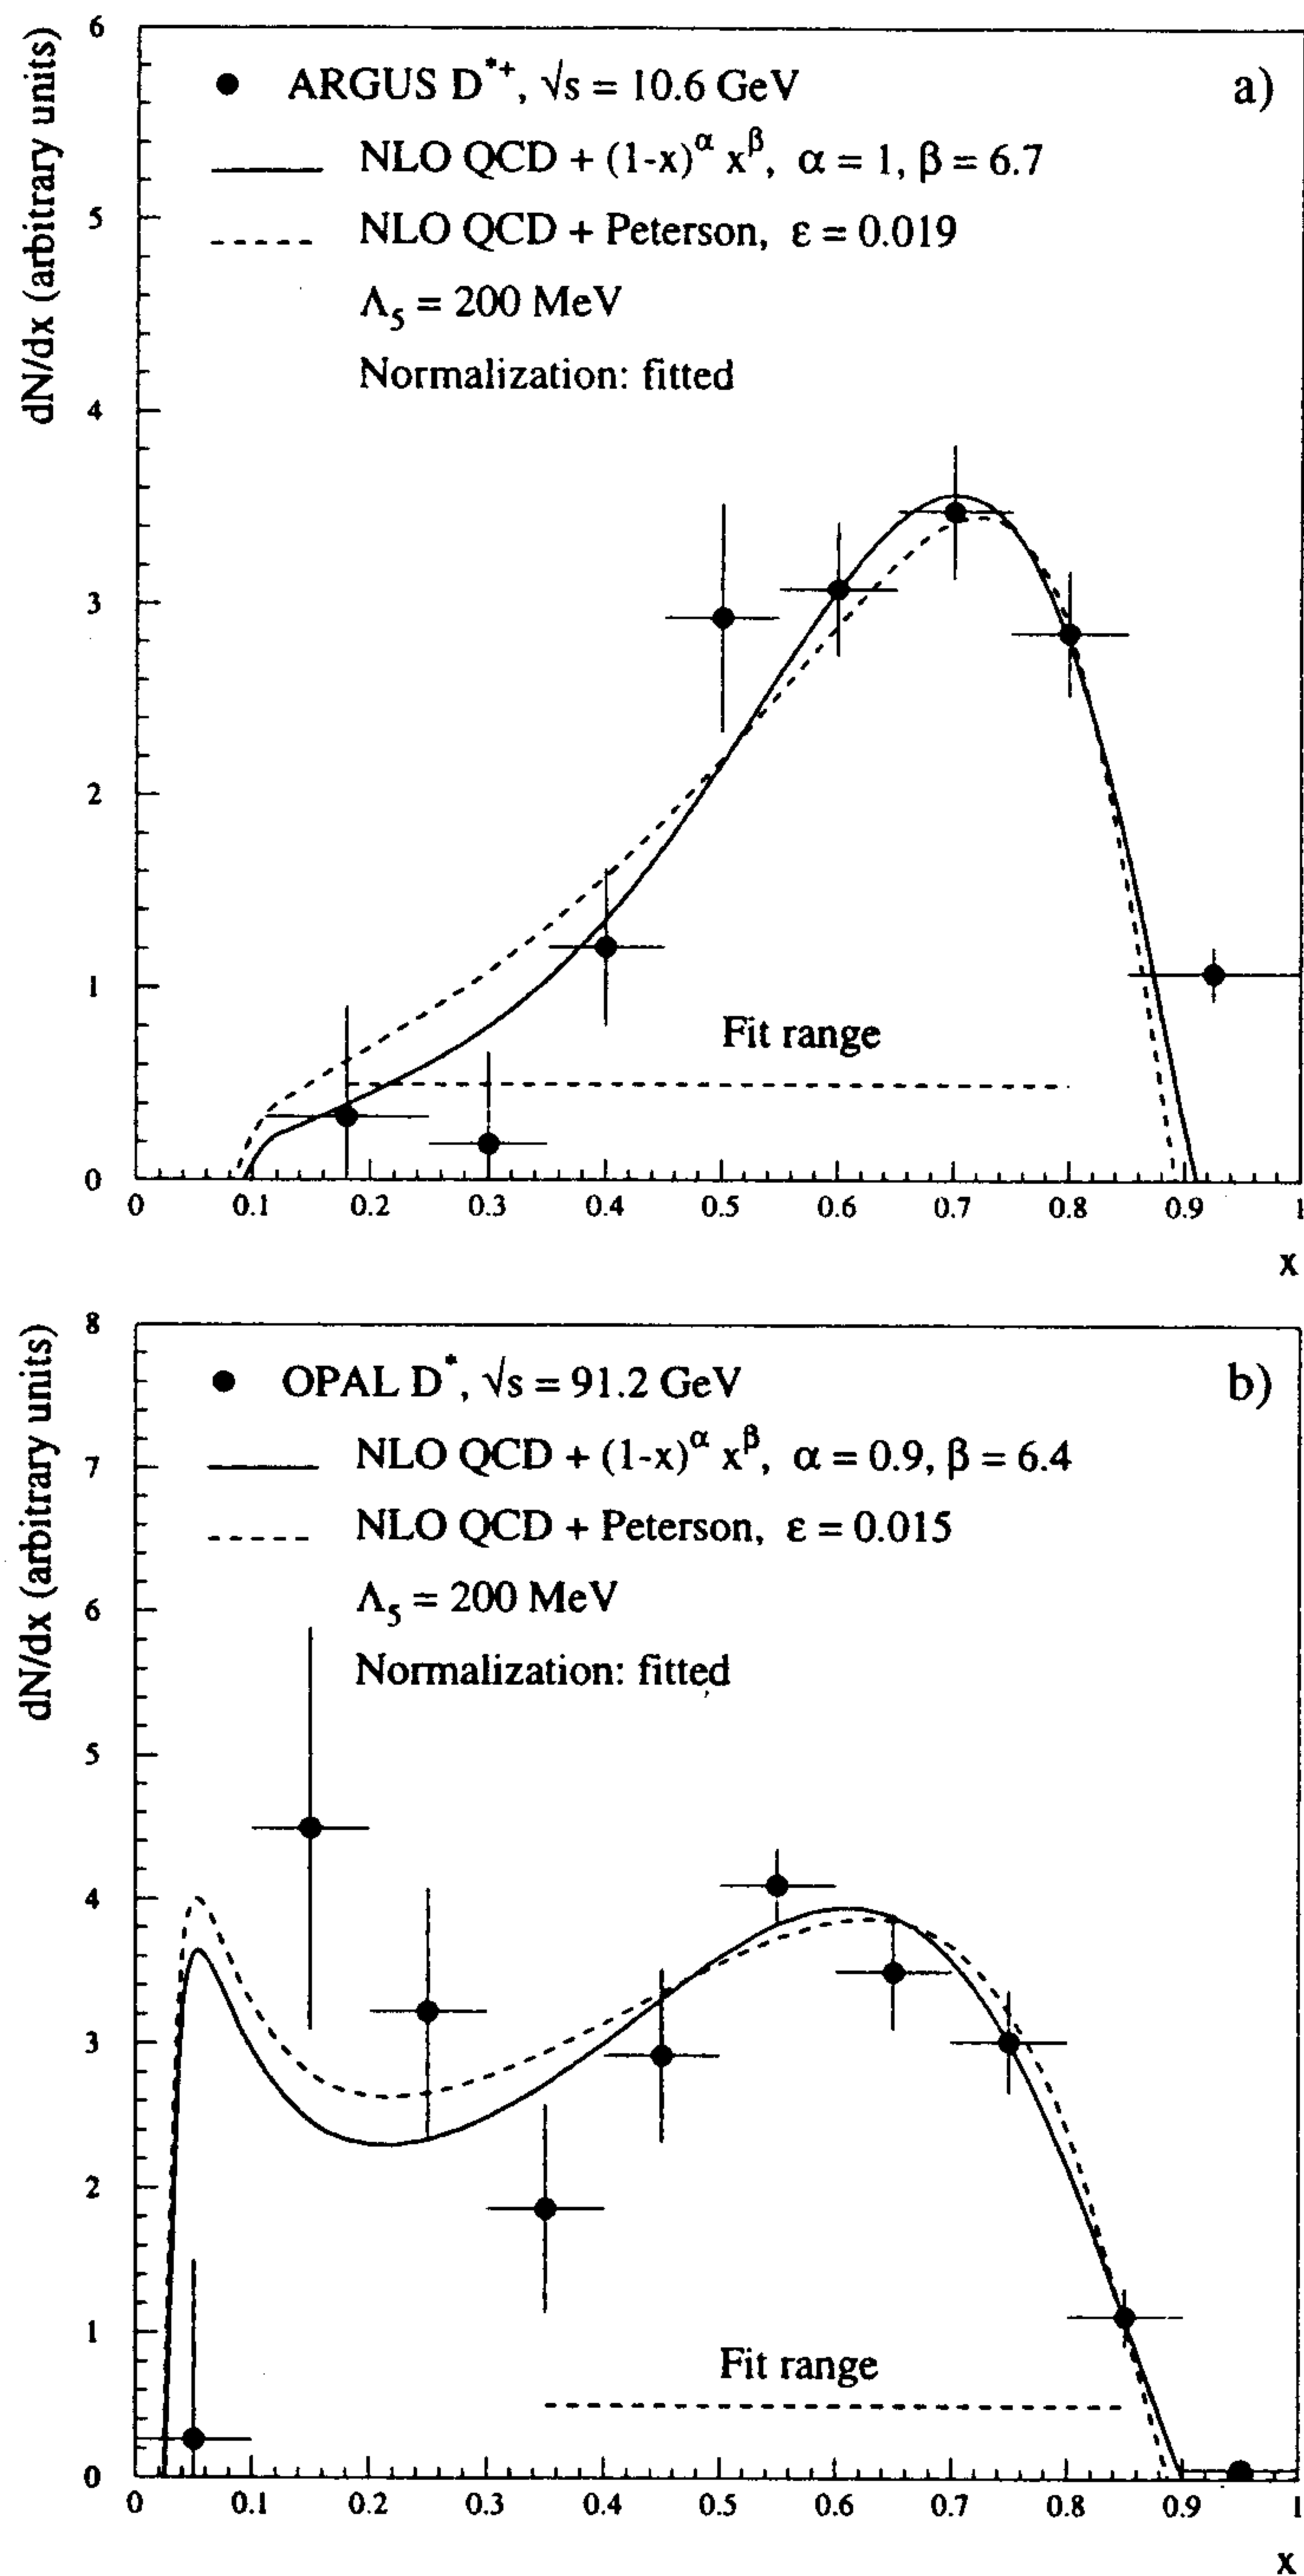 6
ARGUS D*+, √s = 10.6 GeV
a)
NLO QCD + (1-x)^α x^β, α = 1, β = 6.7
NLO QCD + Peterson, ε = 0.019
Λ₅ = 200 MeV
Normalization: fitted
dN/dx (arbitrary units)
5
4
3
2
1
0
Fit range
0 0.1 0.2 0.3 0.4 0.5 0.6 0.7 0.8 0.9 1
x
8
OPAL D*, √s = 91.2 GeV
b)
NLO QCD + (1-x)^α x^β, α = 0.9, β = 6.4
NLO QCD + Peterson, ε = 0.015
Λ₅ = 200 MeV
Normalization: fitted
dN/dx (arbitrary units)
7
6
5
4
3
2
1
0
Fit range
0 0.1 0.2 0.3 0.4 0.5 0.6 0.7 0.8 0.9 1
x